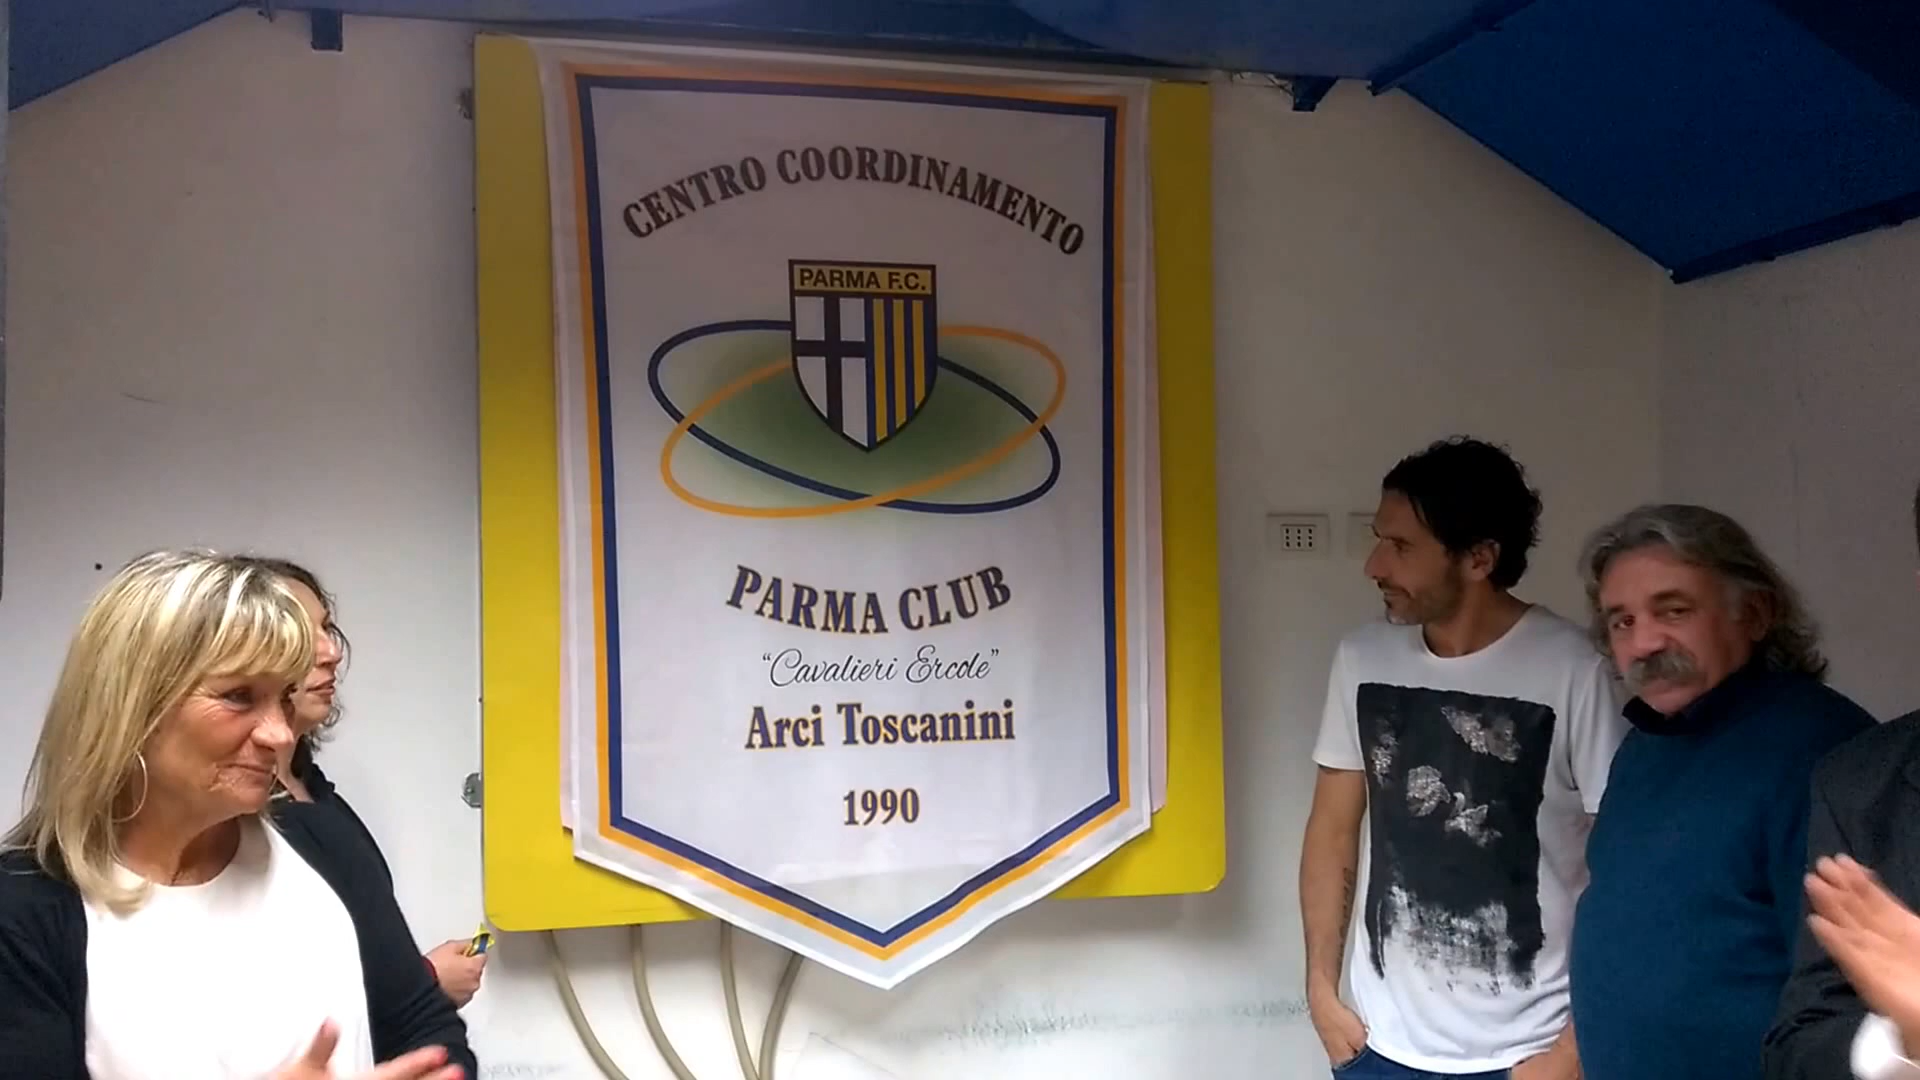 CENTRO COORDINAMENTO
PARMA F.C.
PARMA CLUB
"Cavalieri Ercole"
Arci Toscanini
1990